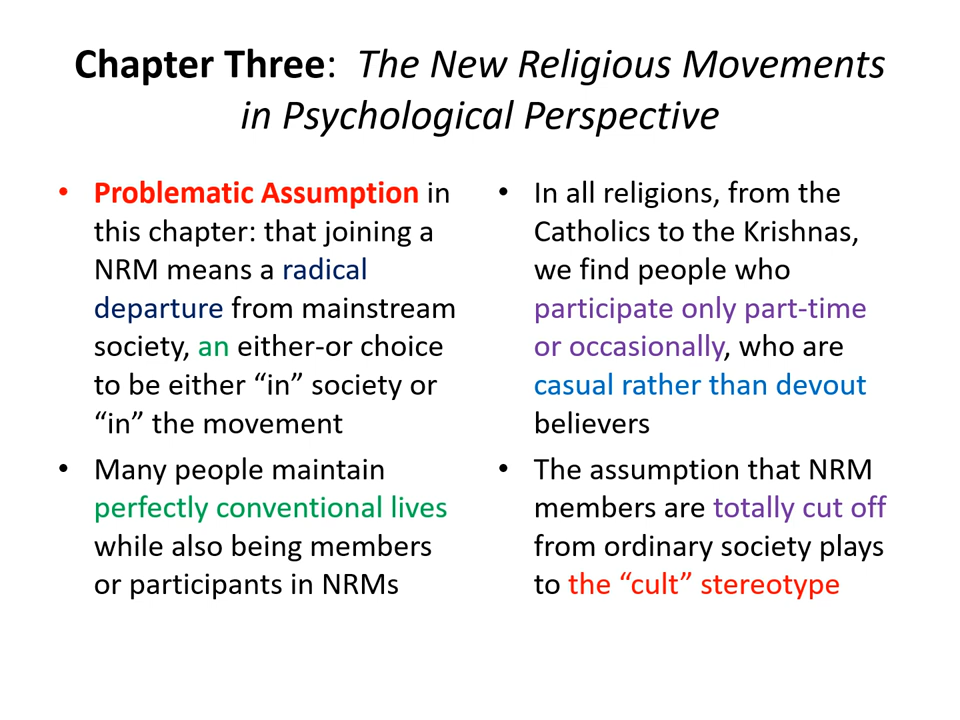 Chapter Three: The New Religious Movements
in Psychological Perspective
• Problematic Assumption in
this chapter: that joining a
NRM means a radical
departure from mainstream
society, an either-or choice
to be either “in” society or
“in” the movement
• Many people maintain
perfectly conventional lives
while also being members
or participants in NRMs
• In all religions, from the
Catholics to the Krishnas,
we find people who
participate only part-time
or occasionally, who are
casual rather than devout
believers
• The assumption that NRM
members are totally cut off
from ordinary society plays
to the “cult” stereotype